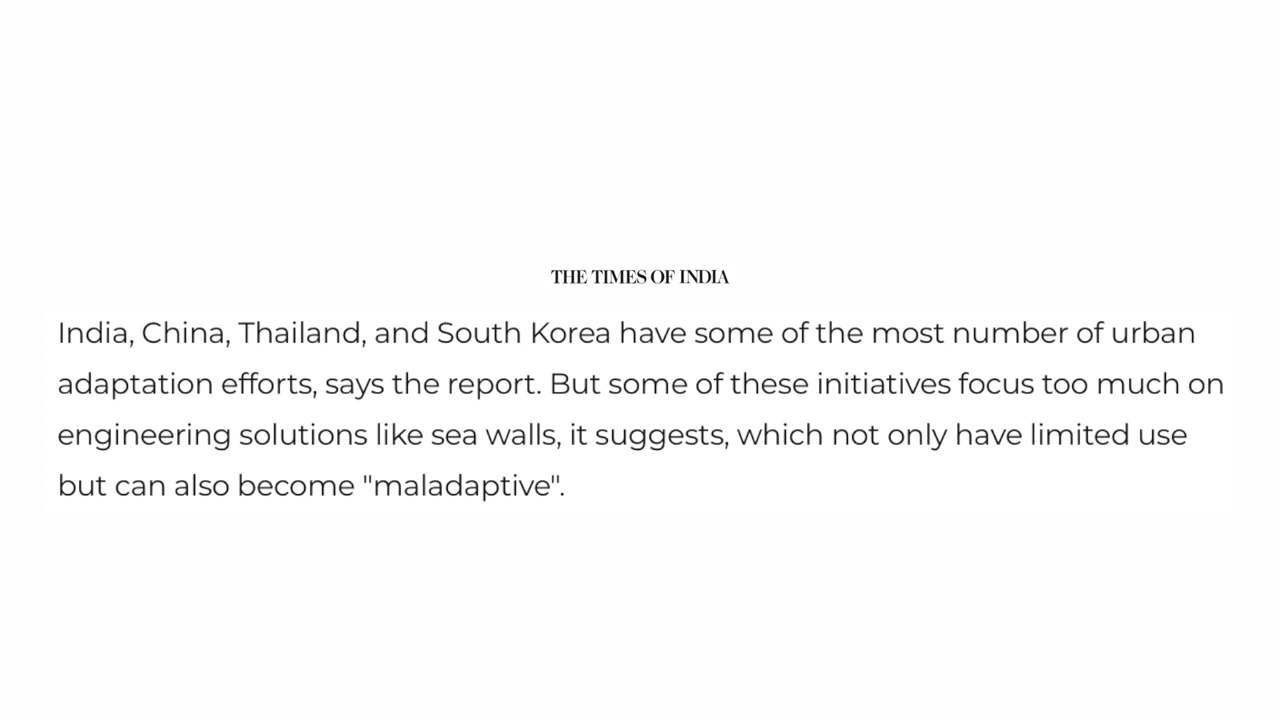 THE TIMES OF INDIA
India, China, Thailand, and South Korea have some of the most number of urban
adaptation efforts, says the report. But some of these initiatives focus too much on
engineering solutions like sea walls, it suggests, which not only have limited use
but can also become "maladaptive".